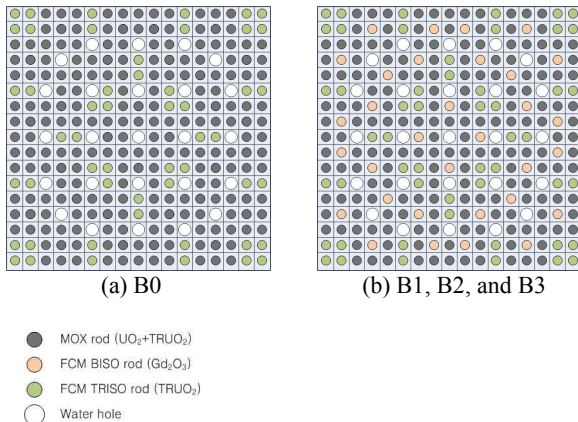 (a) B0
(b) B1, B2, and B3
MOX rod (UO₂+TRUO₂)
FCM BISO rod (Gd₂O₃)
FCM TRISO rod (TRUO₂)
Water hole